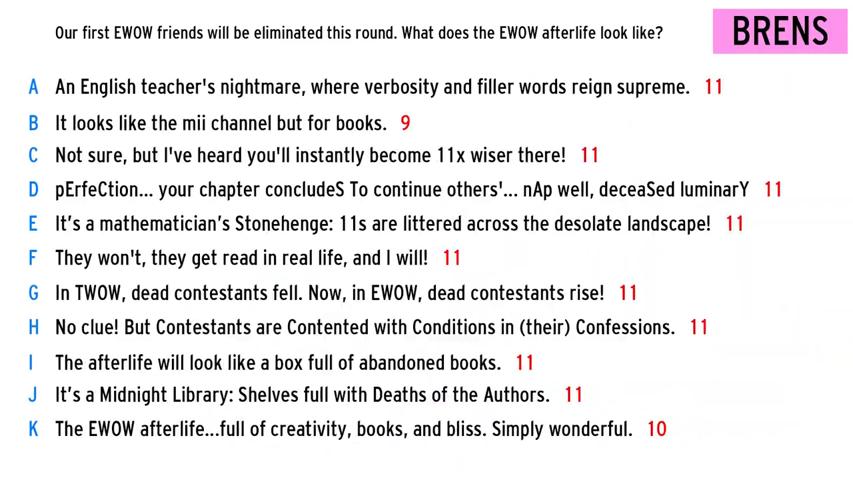 Our first EWOW friends will be eliminated this round. What does the EWOW afterlife look like?
BRENS
A An English teacher's nightmare, where verbosity and filler words reign supreme. 11
B It looks like the mii channel but for books. 9
C Not sure, but I've heard you'll instantly become 11x wiser there! 11
D pErfeCtion... your chapter concludeS To continue others'... nAp well, deceaSed luminarY 11
E It’s a mathematician’s Stonehenge: 11s are littered across the desolate landscape! 11
F They won't, they get read in real life, and I will! 11
G In TWOW, dead contestants fell. Now, in EWOW, dead contestants rise! 11
H No clue! But Contestants are Contented with Conditions in (their) Confessions. 11
I The afterlife will look like a box full of abandoned books. 11
J It’s a Midnight Library: Shelves full with Deaths of the Authors. 11
K The EWOW afterlife...full of creativity, books, and bliss. Simply wonderful. 10